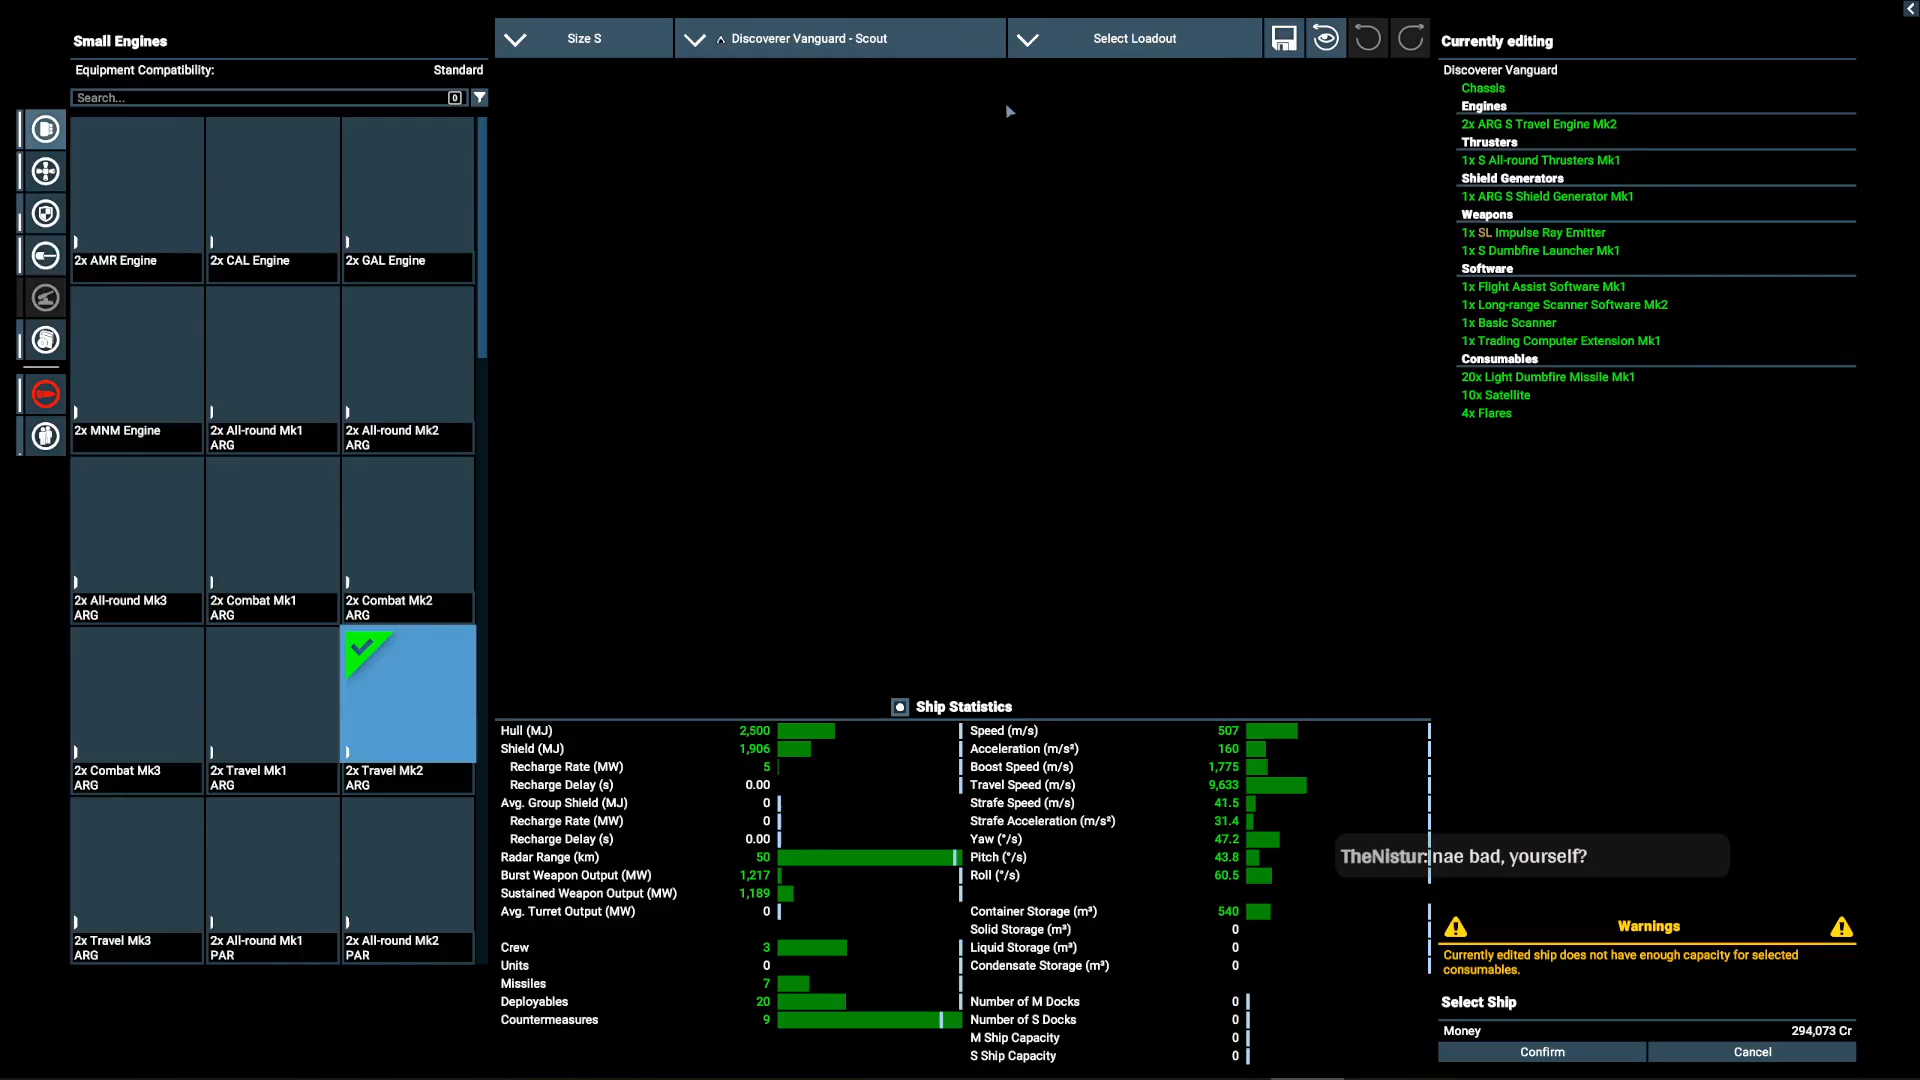 Small Engines
Equipment Compatibility: Standard
Search... 0
2x AMR Engine
2x CAL Engine
2x GAL Engine
2x MNM Engine
2x All-round Mk1
ARG
2x All-round Mk2
ARG
2x All-round Mk3
ARG
2x Combat Mk1
ARG
2x Combat Mk2
ARG
2x Combat Mk3
ARG
2x Travel Mk1
ARG
2x Travel Mk2
ARG
2x Travel Mk3
ARG
2x All-round Mk1
PAR
2x All-round Mk2
PAR
Size S
Discoverer Vanguard - Scout
Select Loadout
Ship Statistics
Hull (MJ) 2,500
Shield (MJ) 1,906
Recharge Rate (MW) 5
Recharge Delay (s) 0.00
Avg. Group Shield (MJ) 0
Recharge Rate (MW) 0
Recharge Delay (s) 0.00
Radar Range (km) 50
Burst Weapon Output (MW) 1,217
Sustained Weapon Output (MW) 1,189
Avg. Turret Output (MW) 0
Crew 3
Units 0
Missiles 7
Deployables 20
Countermeasures 9
Speed (m/s) 507
Acceleration (m/s²) 160
Boost Speed (m/s) 1,775
Travel Speed (m/s) 9,633
Strafe Speed (m/s) 41.5
Strafe Acceleration (m/s²) 31.4
Yaw (°/s) 47.2
Pitch (°/s) 43.8
Roll (°/s) 60.5
Container Storage (m³) 540
Solid Storage (m³) 0
Liquid Storage (m³) 0
Condensate Storage (m³) 0
Number of M Docks 0
Number of S Docks 0
M Ship Capacity 0
S Ship Capacity 0
Currently editing
Discoverer Vanguard
Chassis
Engines
2x ARG S Travel Engine Mk2
Thrusters
1x S All-round Thrusters Mk1
Shield Generators
1x ARG S Shield Generator Mk1
Weapons
1x SL Impulse Ray Emitter
1x S Dumbfire Launcher Mk1
Software
1x Flight Assist Software Mk1
1x Long-range Scanner Software Mk2
1x Basic Scanner
1x Trading Computer Extension Mk1
Consumables
20x Light Dumbfire Missile Mk1
10x Satellite
4x Flares
TheNistur: nae bad, yourself?
Warnings
Currently edited ship does not have enough capacity for selected
consumables.
Select Ship
Money 294,073 Cr
Confirm
Cancel